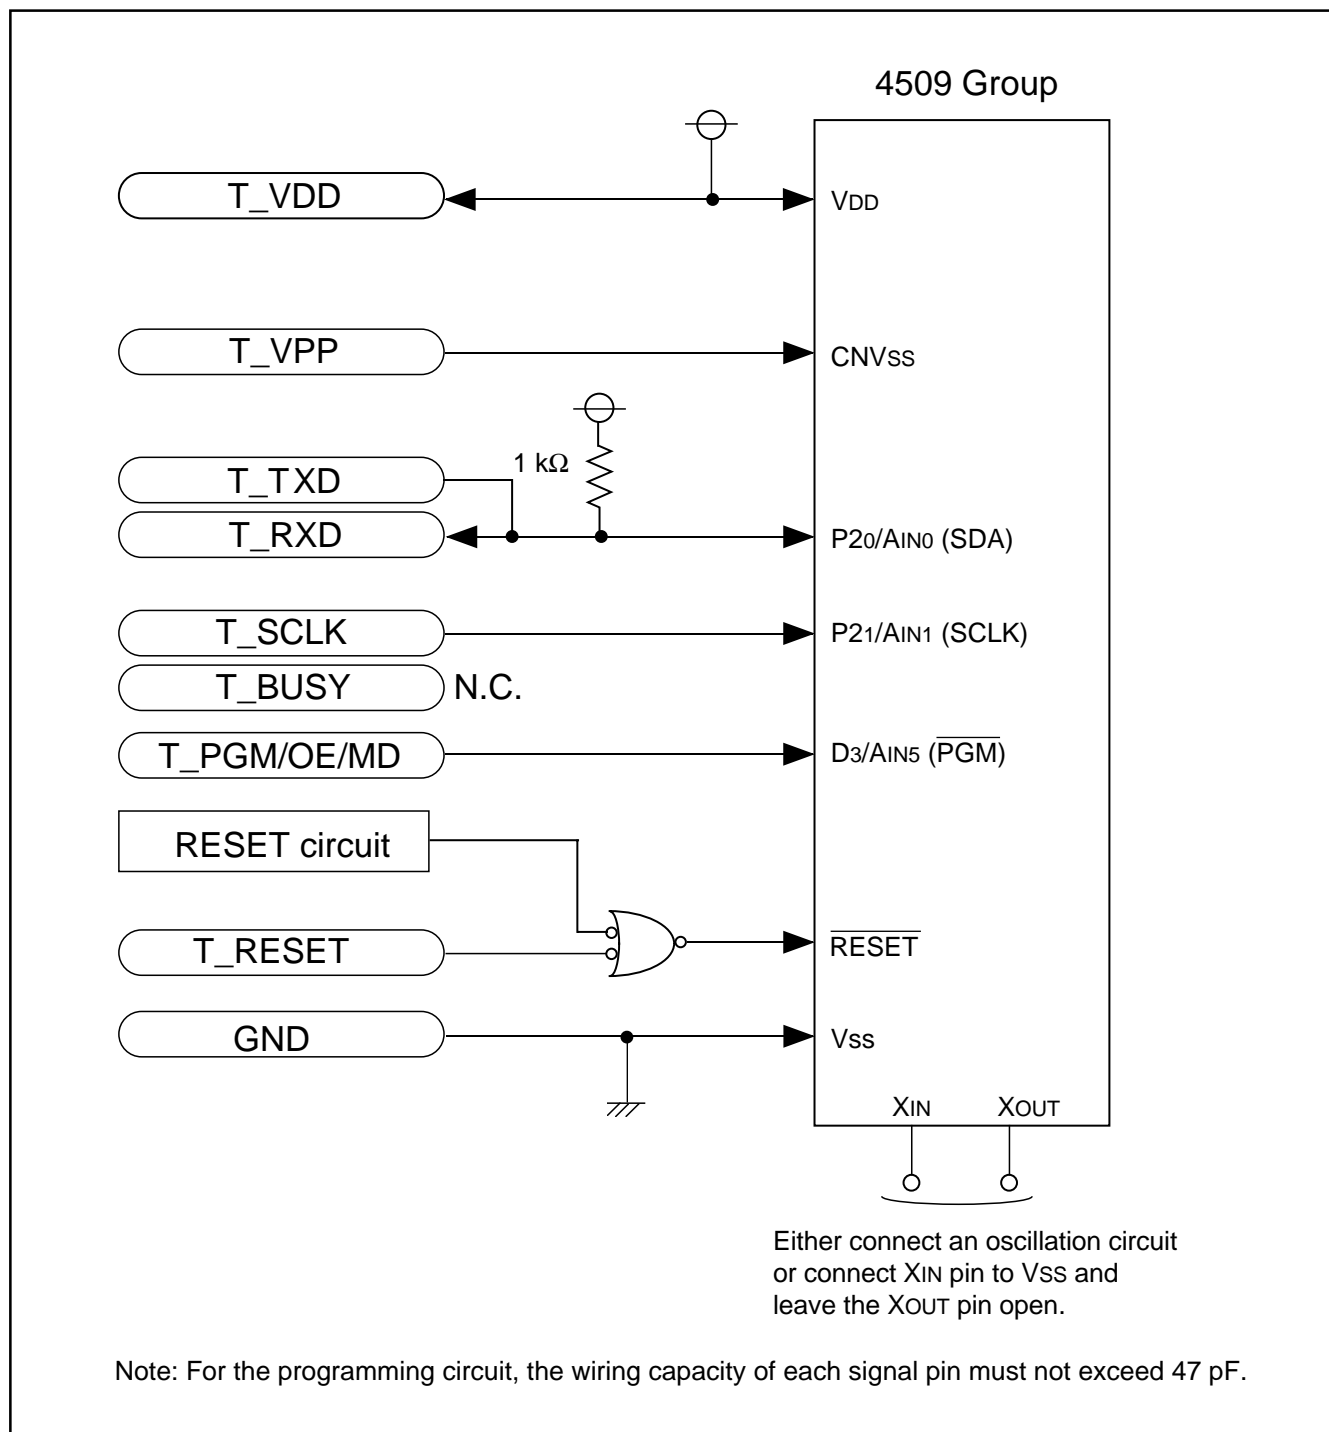 4509 Group
T_VDD
VDD
T_VPP
CNVSS
1 kΩ
T_TXD
T_RXD
P20/AIN0 (SDA)
T_SCLK
P21/AIN1 (SCLK)
T_BUSY N.C.
T_PGM/OE/MD
D3/AIN5 (P̅G̅M̅)
RESET circuit
T_RESET
R̅E̅S̅E̅T̅
GND
VSS
XIN XOUT
Either connect an oscillation circuit
or connect XIN pin to VSS and
leave the XOUT pin open.
Note: For the programming circuit, the wiring capacity of each signal pin must not exceed 47 pF.